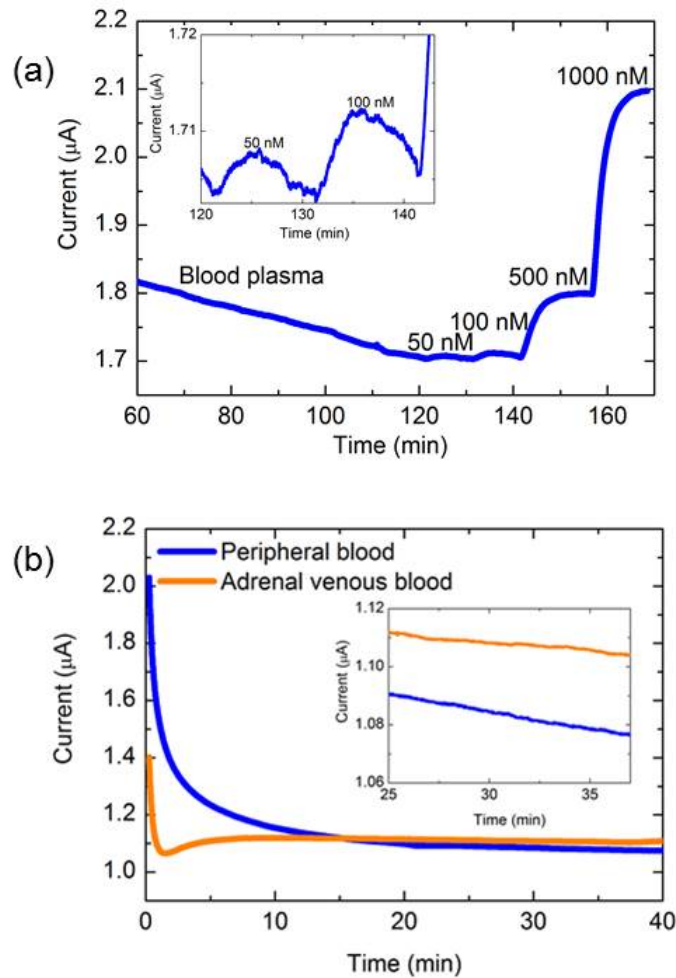 (a)
Current (μA)
2.2
2.1
2.0
1.9
1.8
1.7
60 80 100 120 140 160
Time (min)
Blood plasma
50 nM
100 nM
500 nM
1000 nM
Current (μA)
1.72
1.71
120 130 140
Time (min)
50 nM
100 nM
(b)
Current (μA)
2.2
2.0
1.8
1.6
1.4
1.2
1.0
0 10 20 30 40
Time (min)
Peripheral blood
Adrenal venous blood
Current (μA)
1.12
1.10
1.08
1.06
25 30 35
Time (min)